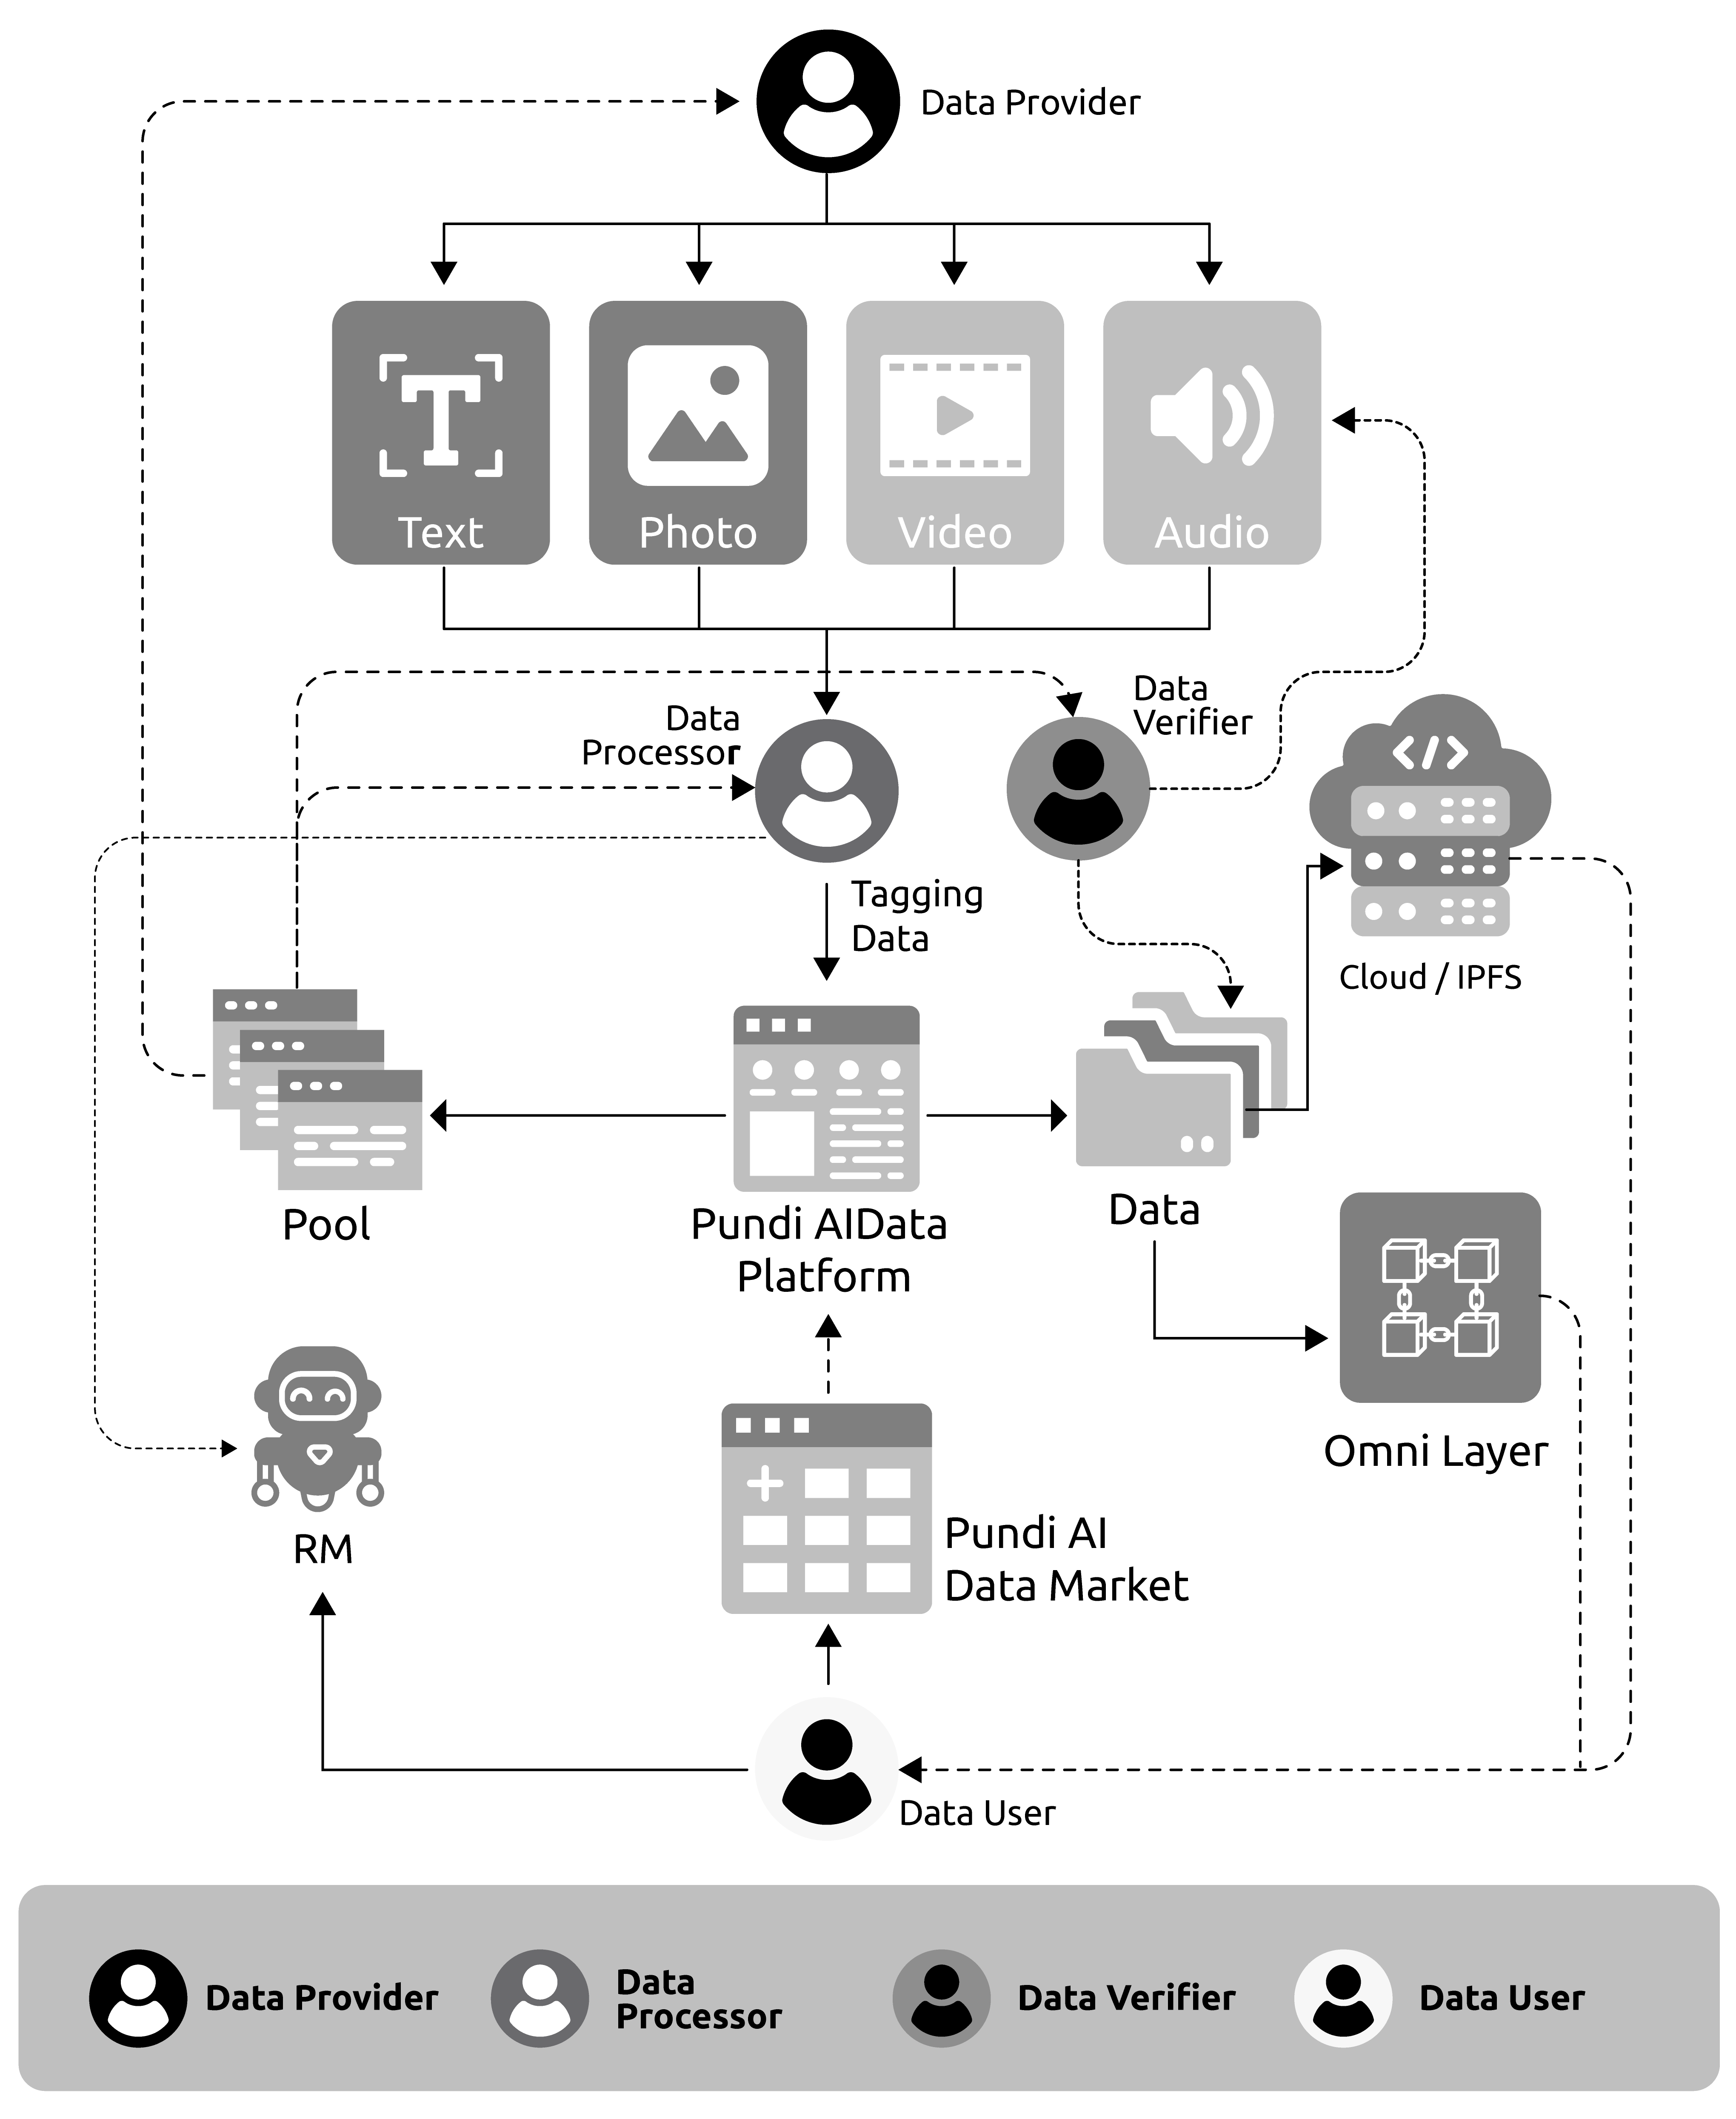 Data Provider
Text
Photo
Video
Audio
Data
Verifier
Data
Processor
Tagging
Data
Cloud / IPFS
Pool
Pundi AIData
Platform
Data
Omni Layer
RM
Pundi AI
Data Market
Data User
Data Provider
Data
Processor
Data Verifier
Data User